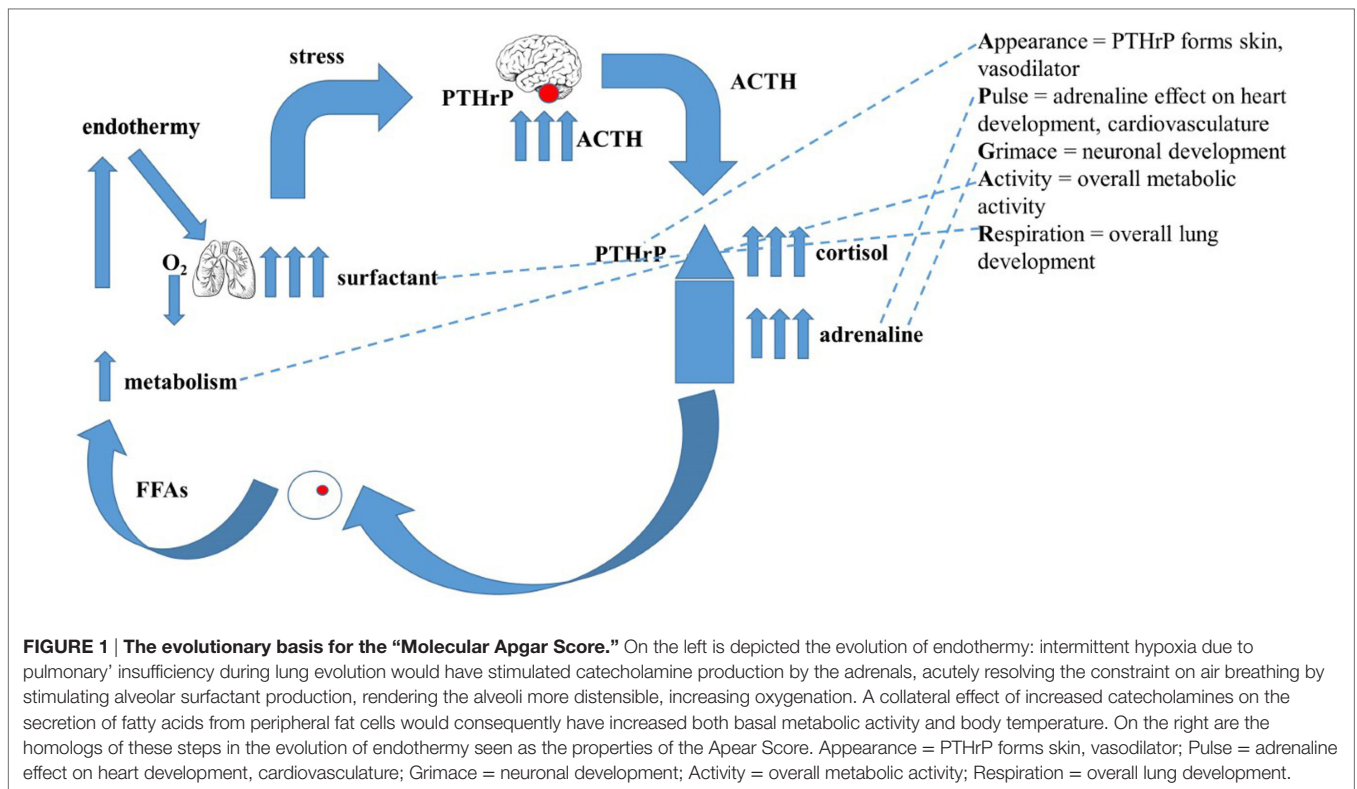 stress
PTHrP
ACTH
ACTH
endothermy
O2
surfactant
metabolism
FFAs
PTHrP
cortisol
adrenaline
Appearance = PTHrP forms skin,
vasodilator
Pulse = adrenaline effect on heart
development, cardiovasculature
Grimace = neuronal development
Activity = overall metabolic
activity
Respiration = overall lung
development
FIGURE 1 | The evolutionary basis for the “Molecular Apgar Score.” On the left is depicted the evolution of endothermy: intermittent hypoxia due to
pulmonary’ insufficiency during lung evolution would have stimulated catecholamine production by the adrenals, acutely resolving the constraint on air breathing by
stimulating alveolar surfactant production, rendering the alveoli more distensible, increasing oxygenation. A collateral effect of increased catecholamines on the
secretion of fatty acids from peripheral fat cells would consequently have increased both basal metabolic activity and body temperature. On the right are the
homologs of these steps in the evolution of endothermy seen as the properties of the Apear Score. Appearance = PTHrP forms skin, vasodilator; Pulse = adrenaline
effect on heart development, cardiovasculature; Grimace = neuronal development; Activity = overall metabolic activity; Respiration = overall lung development.